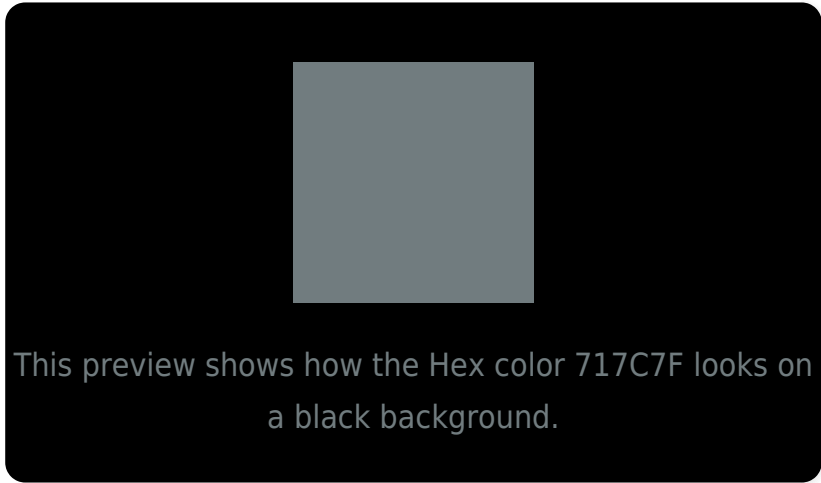 This preview shows how the Hex color 717C7F looks on
a black background.